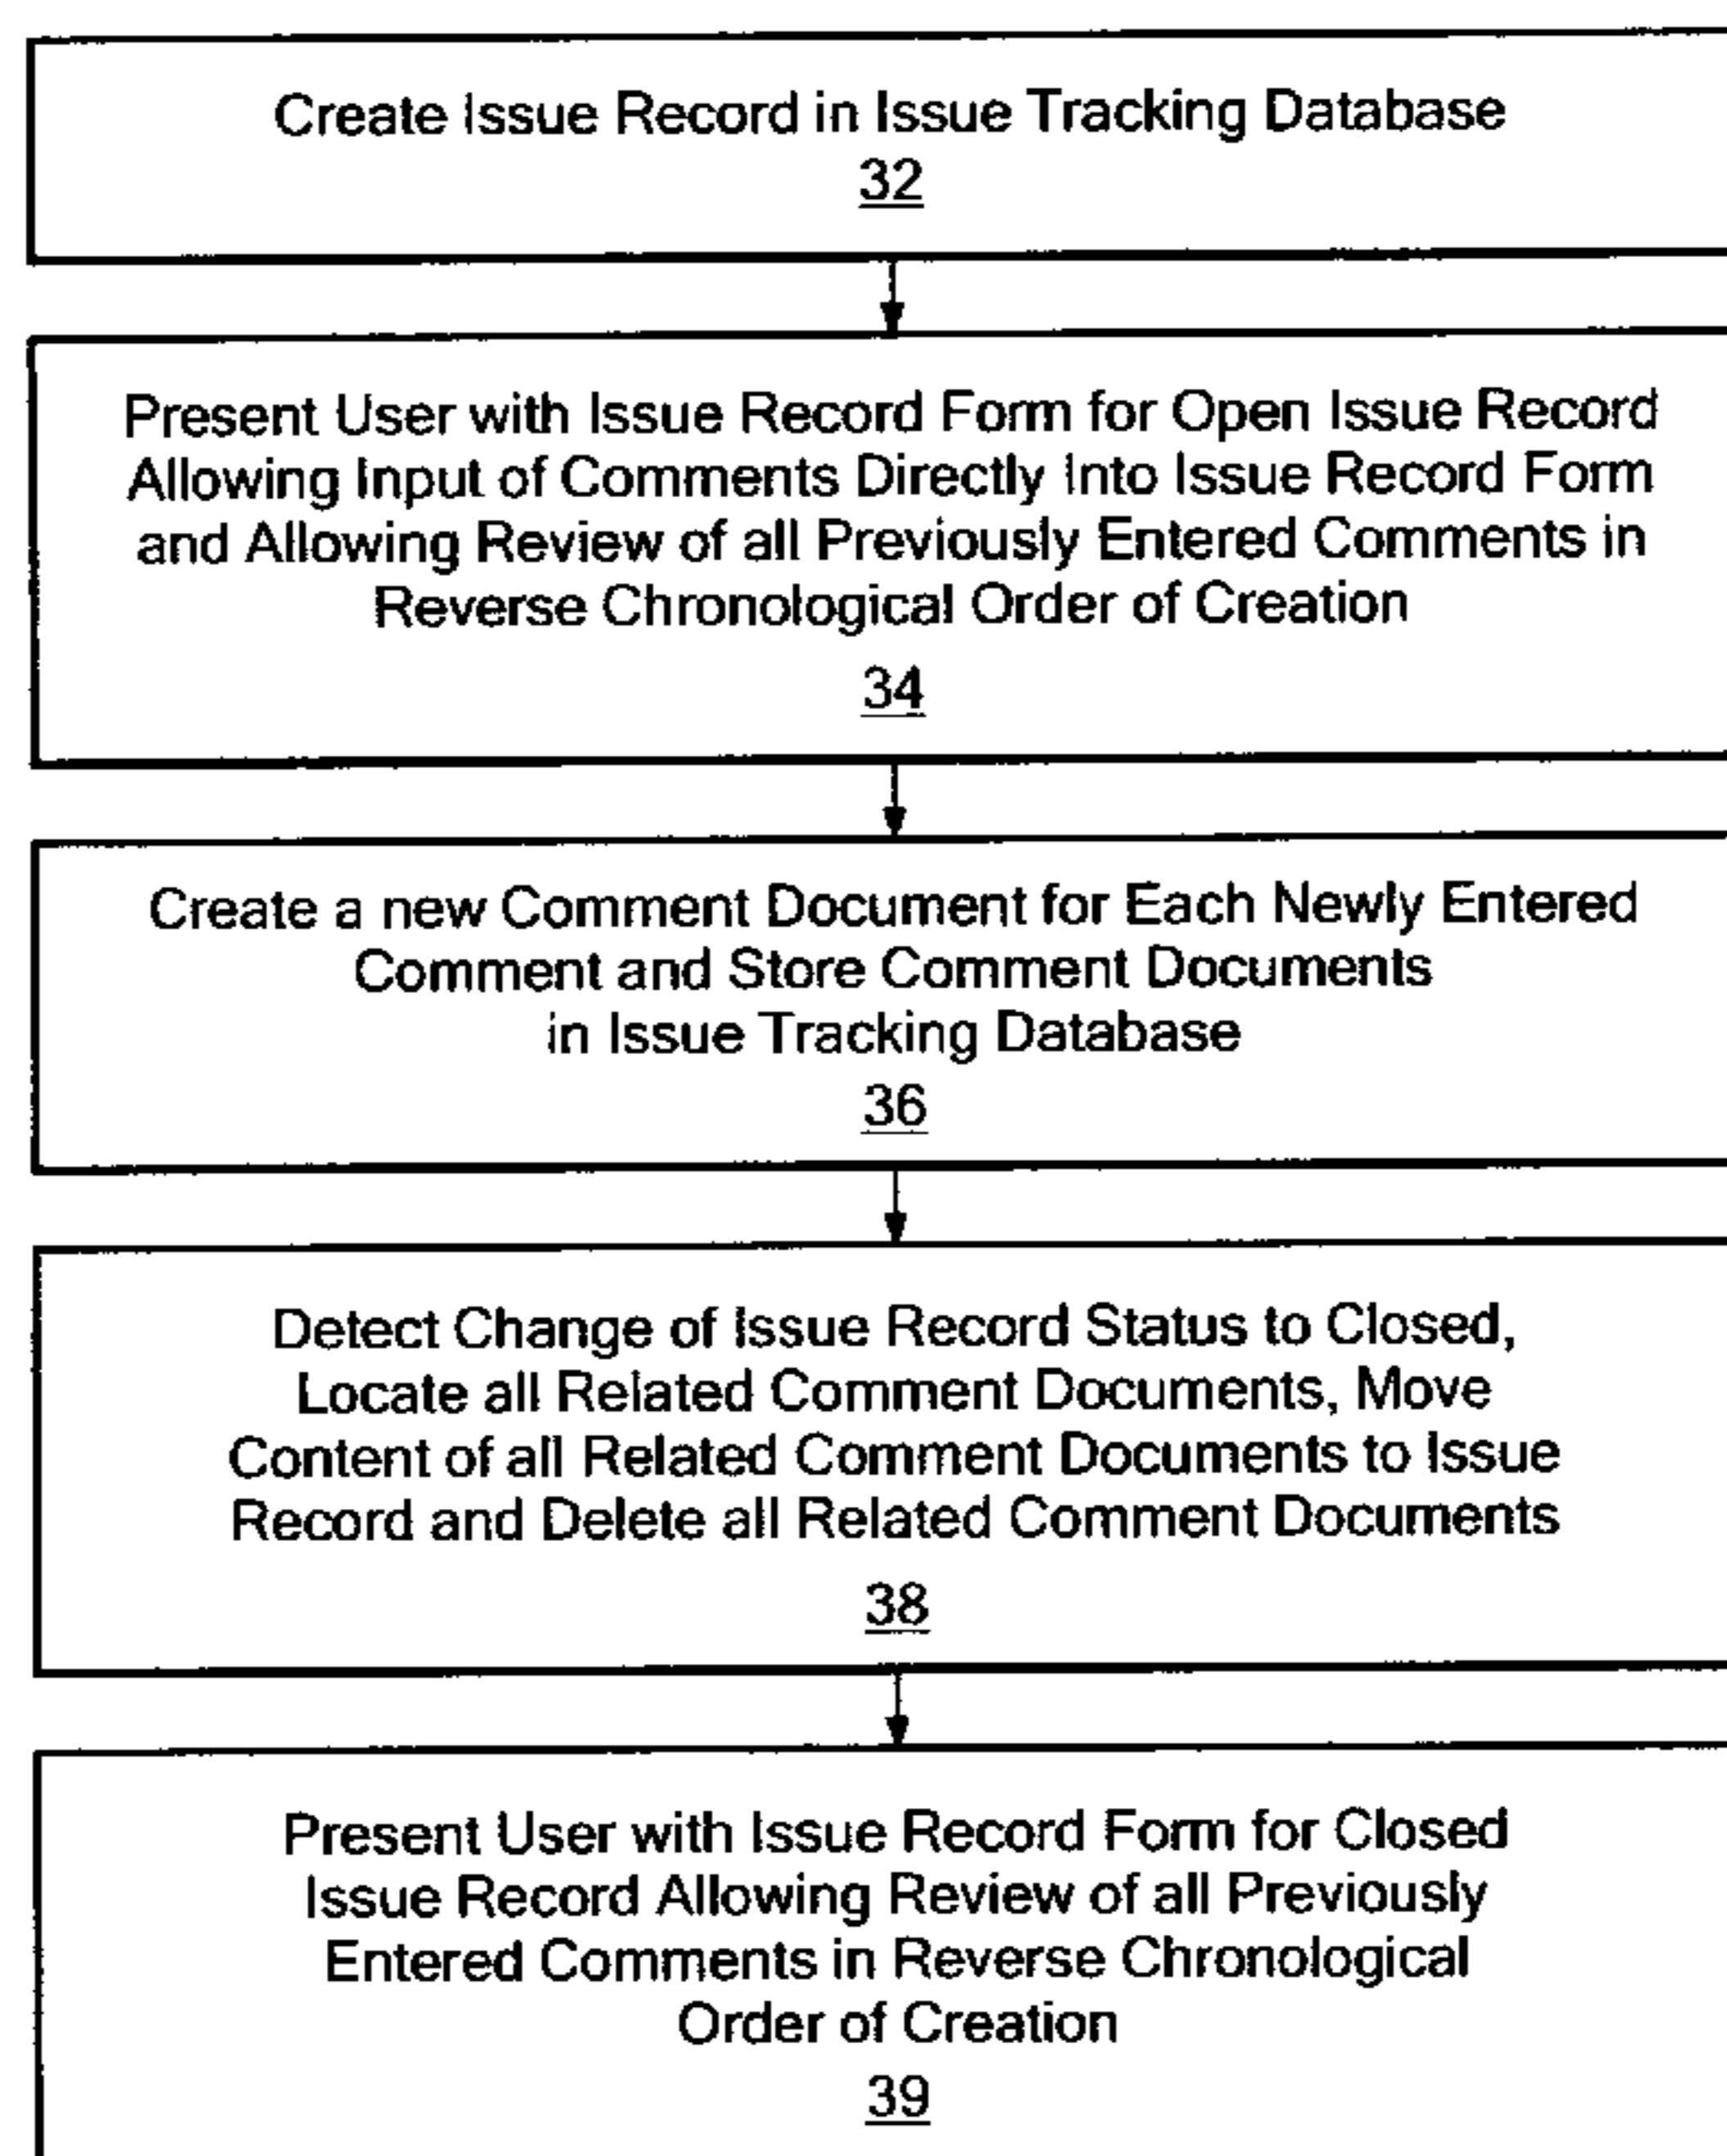 Create Issue Record in Issue Tracking Database
32
Present User with Issue Record Form for Open Issue Record
Allowing Input of Comments Directly Into Issue Record Form
and Allowing Review of all Previously Entered Comments in
Reverse Chronological Order of Creation
34
Create a new Comment Document for Each Newly Entered
Comment and Store Comment Documents
in Issue Tracking Database
36
Detect Change of Issue Record Status to Closed,
Locate all Related Comment Documents, Move
Content of all Related Comment Documents to Issue
Record and Delete all Related Comment Documents
38
Present User with Issue Record Form for Closed
Issue Record Allowing Review of all Previously
Entered Comments in Reverse Chronological
Order of Creation
39